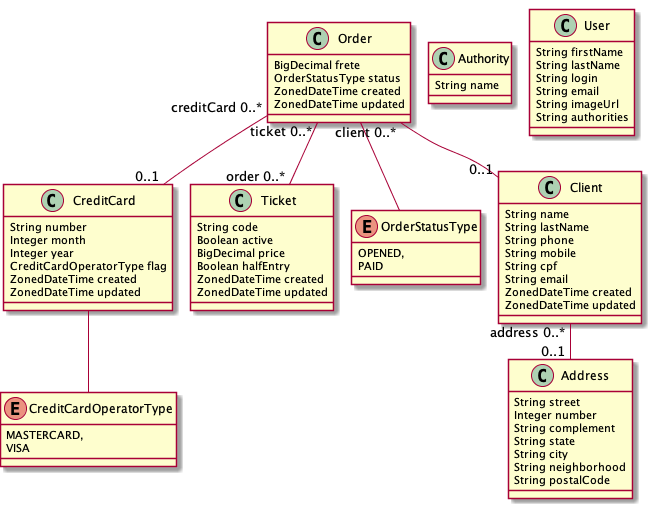 C Order
BigDecimal frete
OrderStatusType status
ZonedDateTime created
ZonedDateTime updated
C Authority
String name
C User
String firstName
String lastName
String login
String email
String imageUrl
String authorities
creditCard 0..*
ticket 0..*
client 0..*
0..1
order 0..*
0..1
C CreditCard
String number
Integer month
Integer year
CreditCardOperatorType flag
ZonedDateTime created
ZonedDateTime updated
C Ticket
String code
Boolean active
BigDecimal price
Boolean halfEntry
ZonedDateTime created
ZonedDateTime updated
E OrderStatusType
OPENED,
PAID
C Client
String name
String lastName
String phone
String mobile
String cpf
String email
ZonedDateTime created
ZonedDateTime updated
address 0..*
0..1
E CreditCardOperatorType
MASTERCARD,
VISA
C Address
String street
Integer number
String complement
String state
String city
String neighborhood
String postalCode